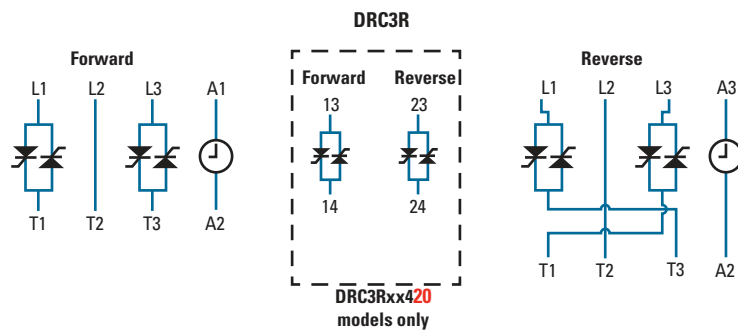 DRC3R
Forward
Reverse
L1 L2 L3 A1
Forward Reverse
L1 L2 L3 A3
13 23
14 24
T1 T2 T3 A2
T1 T2 T3 A2
DRC3Rxx420
models only